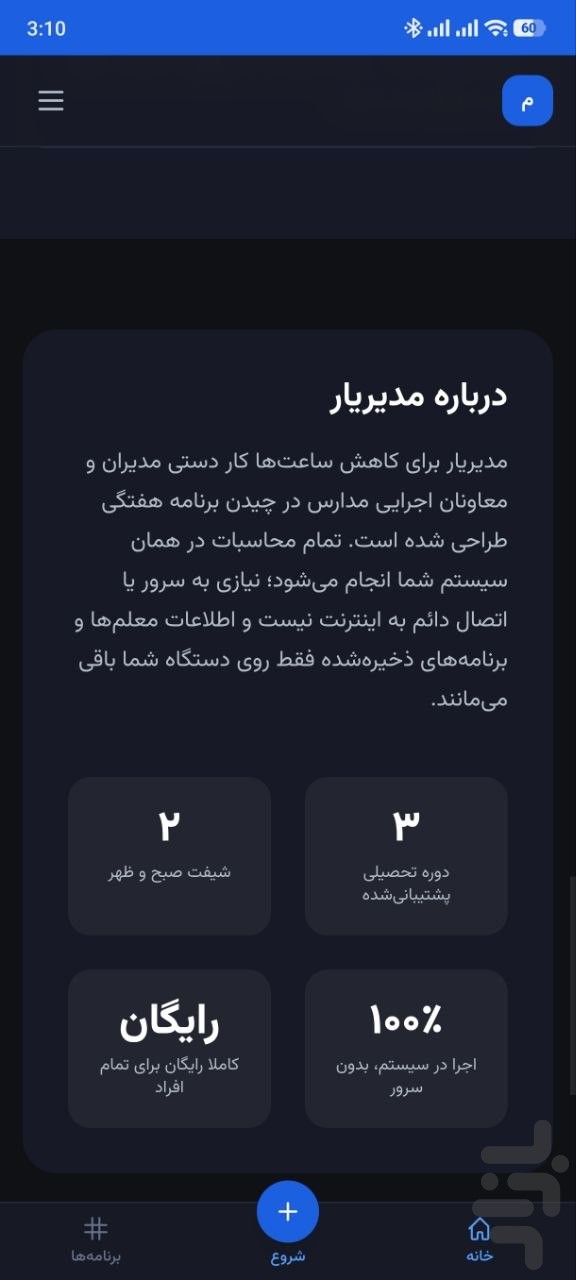 3:10
60
م
درباره مدیریار
مدیریار برای کاهش ساعت‌ها کار دستی مدیران و
معاونان اجرایی مدارس در چیدن برنامه هفتگی
طراحی شده است. تمام محاسبات در همان
سیستم شما انجام می‌شود؛ نیازی به سرور یا
اتصال دائم به اینترنت نیست و اطلاعات معلم‌ها و
برنامه‌های ذخیره‌شده فقط روی دستگاه شما باقی
می‌مانند.
۳
دوره تحصیلی
پشتیبانی‌شده
۲
شیفت صبح و ظهر
۱۰۰٪
اجرا در سیستم، بدون
سرور
رایگان
کاملا رایگان برای تمام
افراد
خانه
شروع
برنامه‌ها